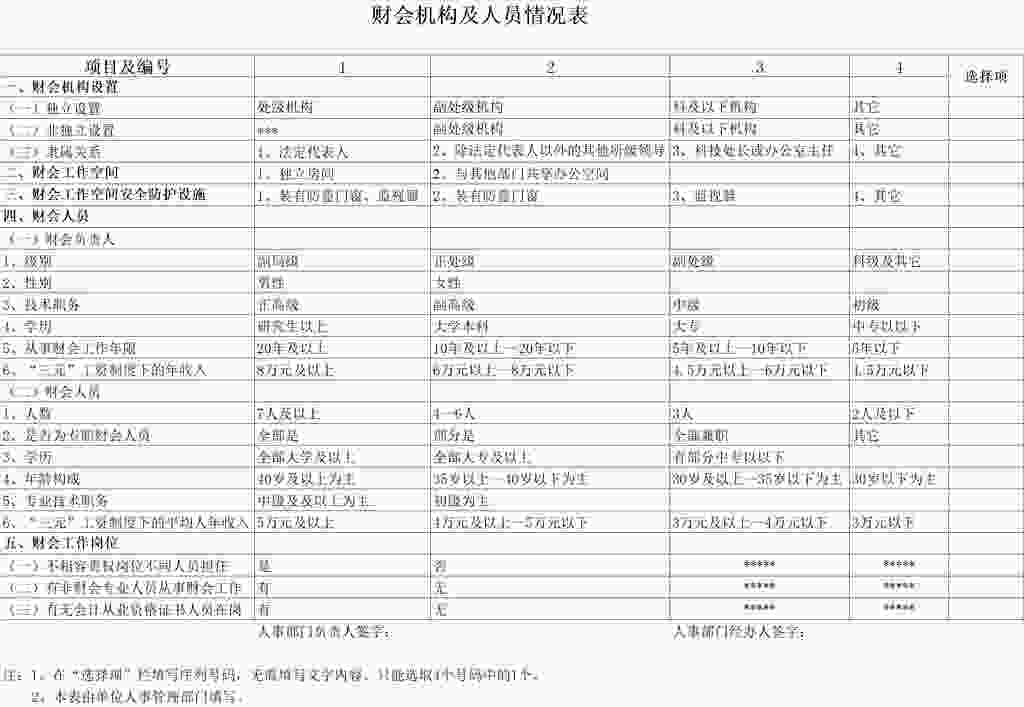 财会机构及人员情况表
项目及编号 1 2 3 4 选择项
一、财会机构设置
（一）独立设置 处级机构 副处级机构 科及以下机构 其它
（二）非独立设置 *** 副处级机构 科及以下机构 其它
（三）隶属关系 1、法定代表人 2、除法定代表人以外的其他班级领导 3、科技处长或办公室主任 4、其它
二、财会工作空间 1、独立房间 2、与其他部门共享办公空间
三、财会工作空间安全防护设施 1、装有防盗门窗、监视器 2、装有防盗门窗 3、监视器 4、其它
四、财会人员
（一）财会负责人
1、级别 副局级 正处级 副处级 科级及其它
2、性别 男性 女性
3、技术职务 正高级 副高级 中级 初级
4、学历 研究生以上 大学本科 大专 中专以以下
5、从事财会工作年限 20年及以上 10年及以上—20年以下 5年及以上—10年以下 5年以下
6、“三元”工资制度下的年收入 8万元及以上 6万元以上—8万元以下 4.5万元以上—6万元以下 4.5万元以下
（二）财会人员
1、人数 7人及以上 4—6人 3人 2人及以下
2、是否为专职财会人员 全部是 部分是 全部兼职 其它
3、学历 全部大学及以上 全部大专及以上 有部分中专以以下
4、年龄构成 40岁及以上为主 35岁以上—40岁以下为主 30岁及以上—35岁以下为主 30岁以下为主
5、专业技术职务 中级及及以上为主 初级为主
6、“三元”工资制度下的平均人年收入 5万元及以上 4万元及以上—5万元以下 3万元及以上—4万元以下 3万元以下
五、财会工作岗位
（一）不相容责权岗位不同人员担任 是 否 ***** *****
（二）有非财会专业人员从事财会工作 有 无 ***** *****
（三）有无会计从业资格证书人员在岗 有 无 ***** *****
人事部门负责人签字： 人事部门经办人签字：
注：1、在“选择项”栏填写序列号码，无需填写文字内容。只能选取4个号码中的1个。
2、本表由单位人事管理部门填写。